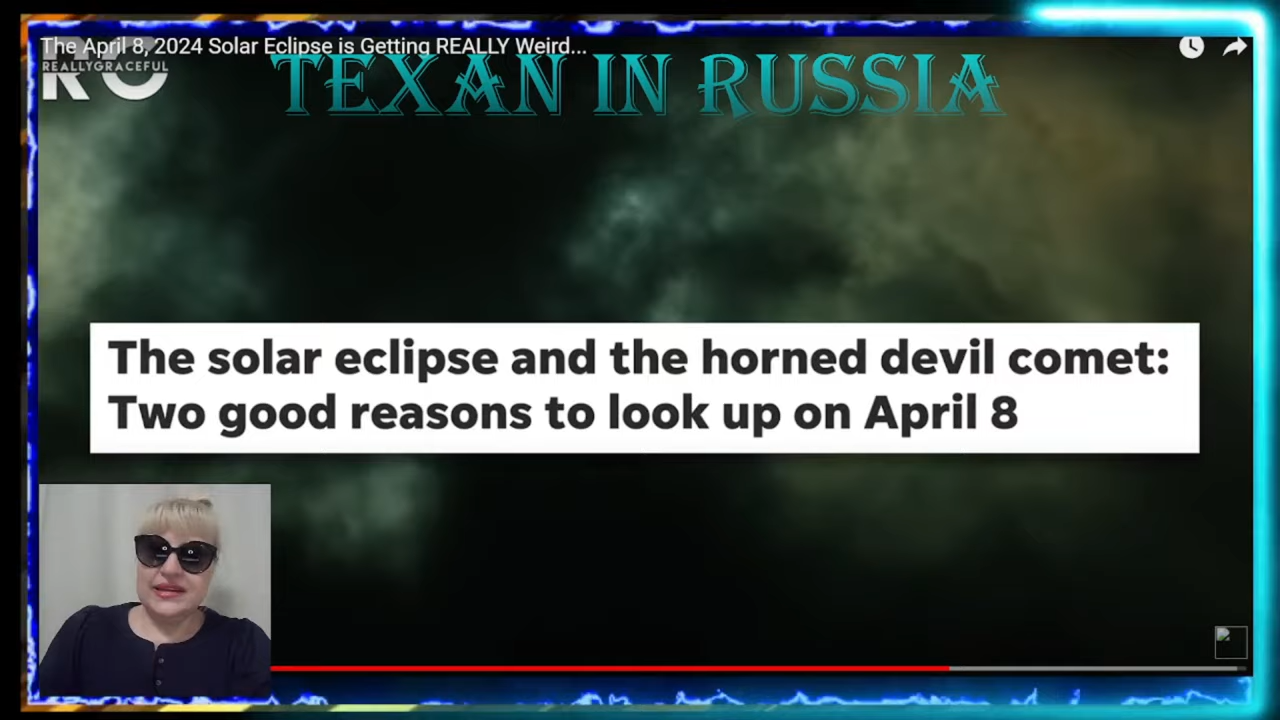 The April 8, 2024 Solar Eclipse is Getting REALLY Weird...
REALLYGRACEFUL
RG
TEXAN IN RUSSIA
The solar eclipse and the horned devil comet:
Two good reasons to look up on April 8